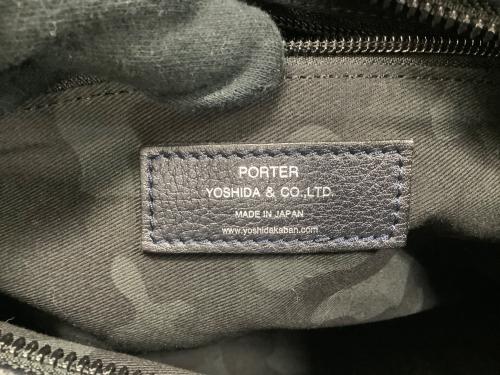 PORTER
YOSHIDA & CO.,LTD.
MADE IN JAPAN
www.yoshidakaban.com